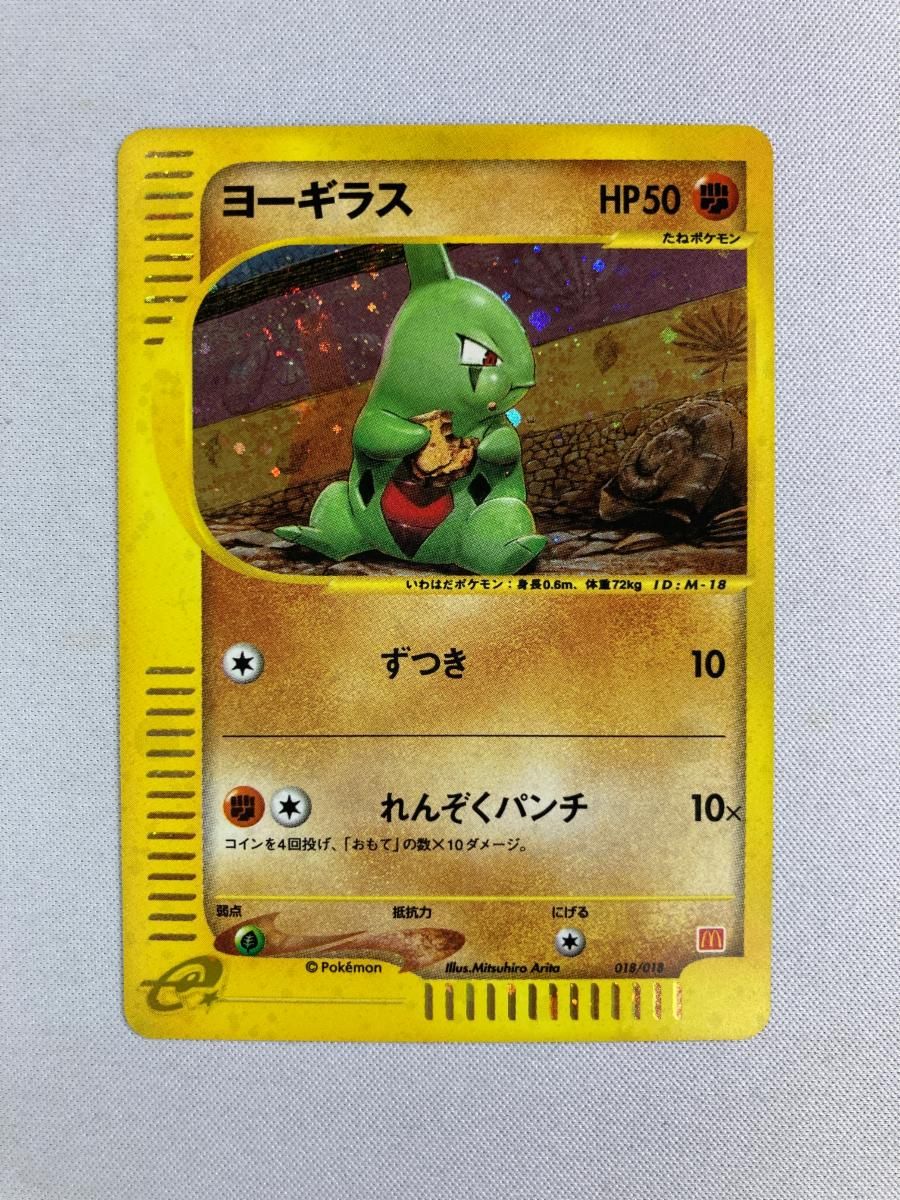 ヨーギラス HP50
たねポケモン
いわはだポケモン：身長0.6m、体重72kg ID:M-18
ずつき 10
れんぞくパンチ 10×
コインを4回投げ、「おもて」の数×10ダメージ。
弱点 抵抗力 にげる
©Pokémon Illus.Mitsuhiro Arita 018/018
e